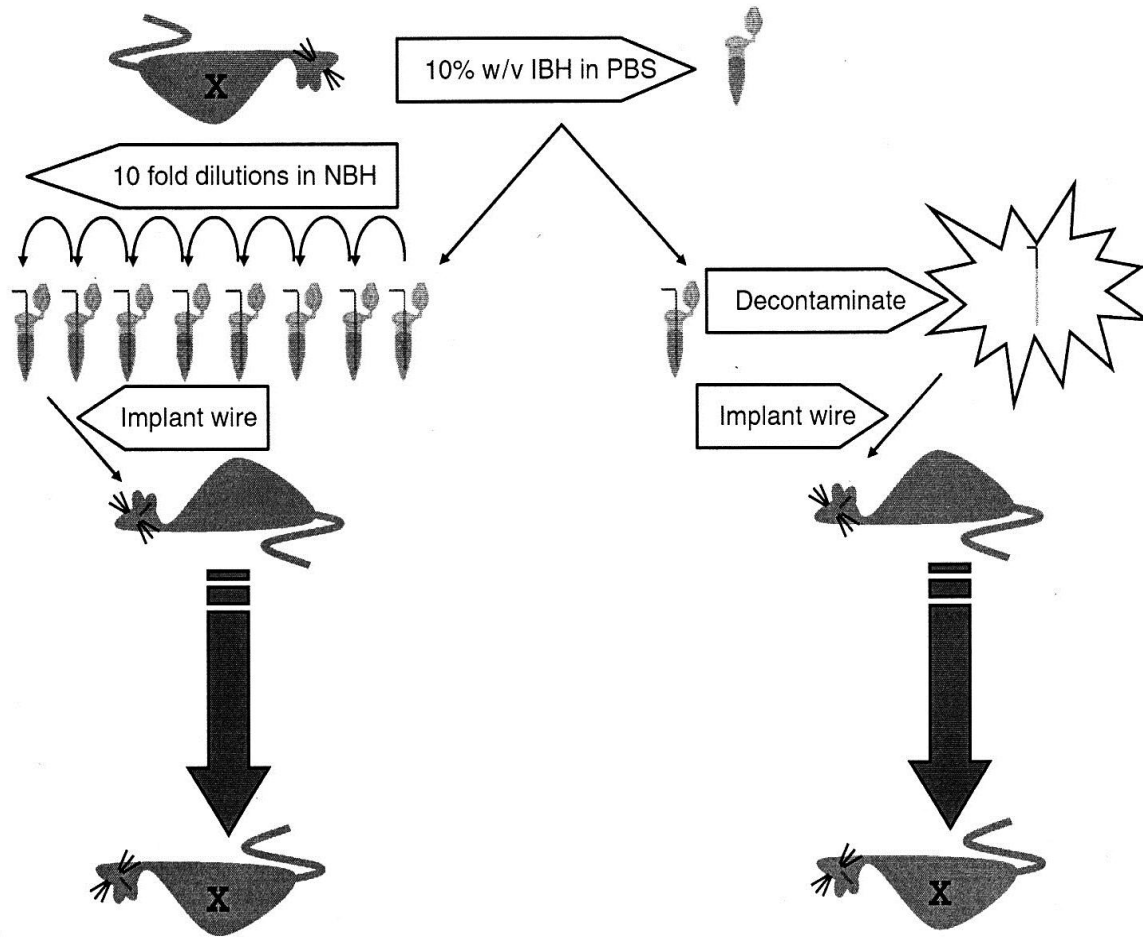 X
10% w/v IBH in PBS
10 fold dilutions in NBH
Decontaminate
Implant wire
Implant wire
X
X